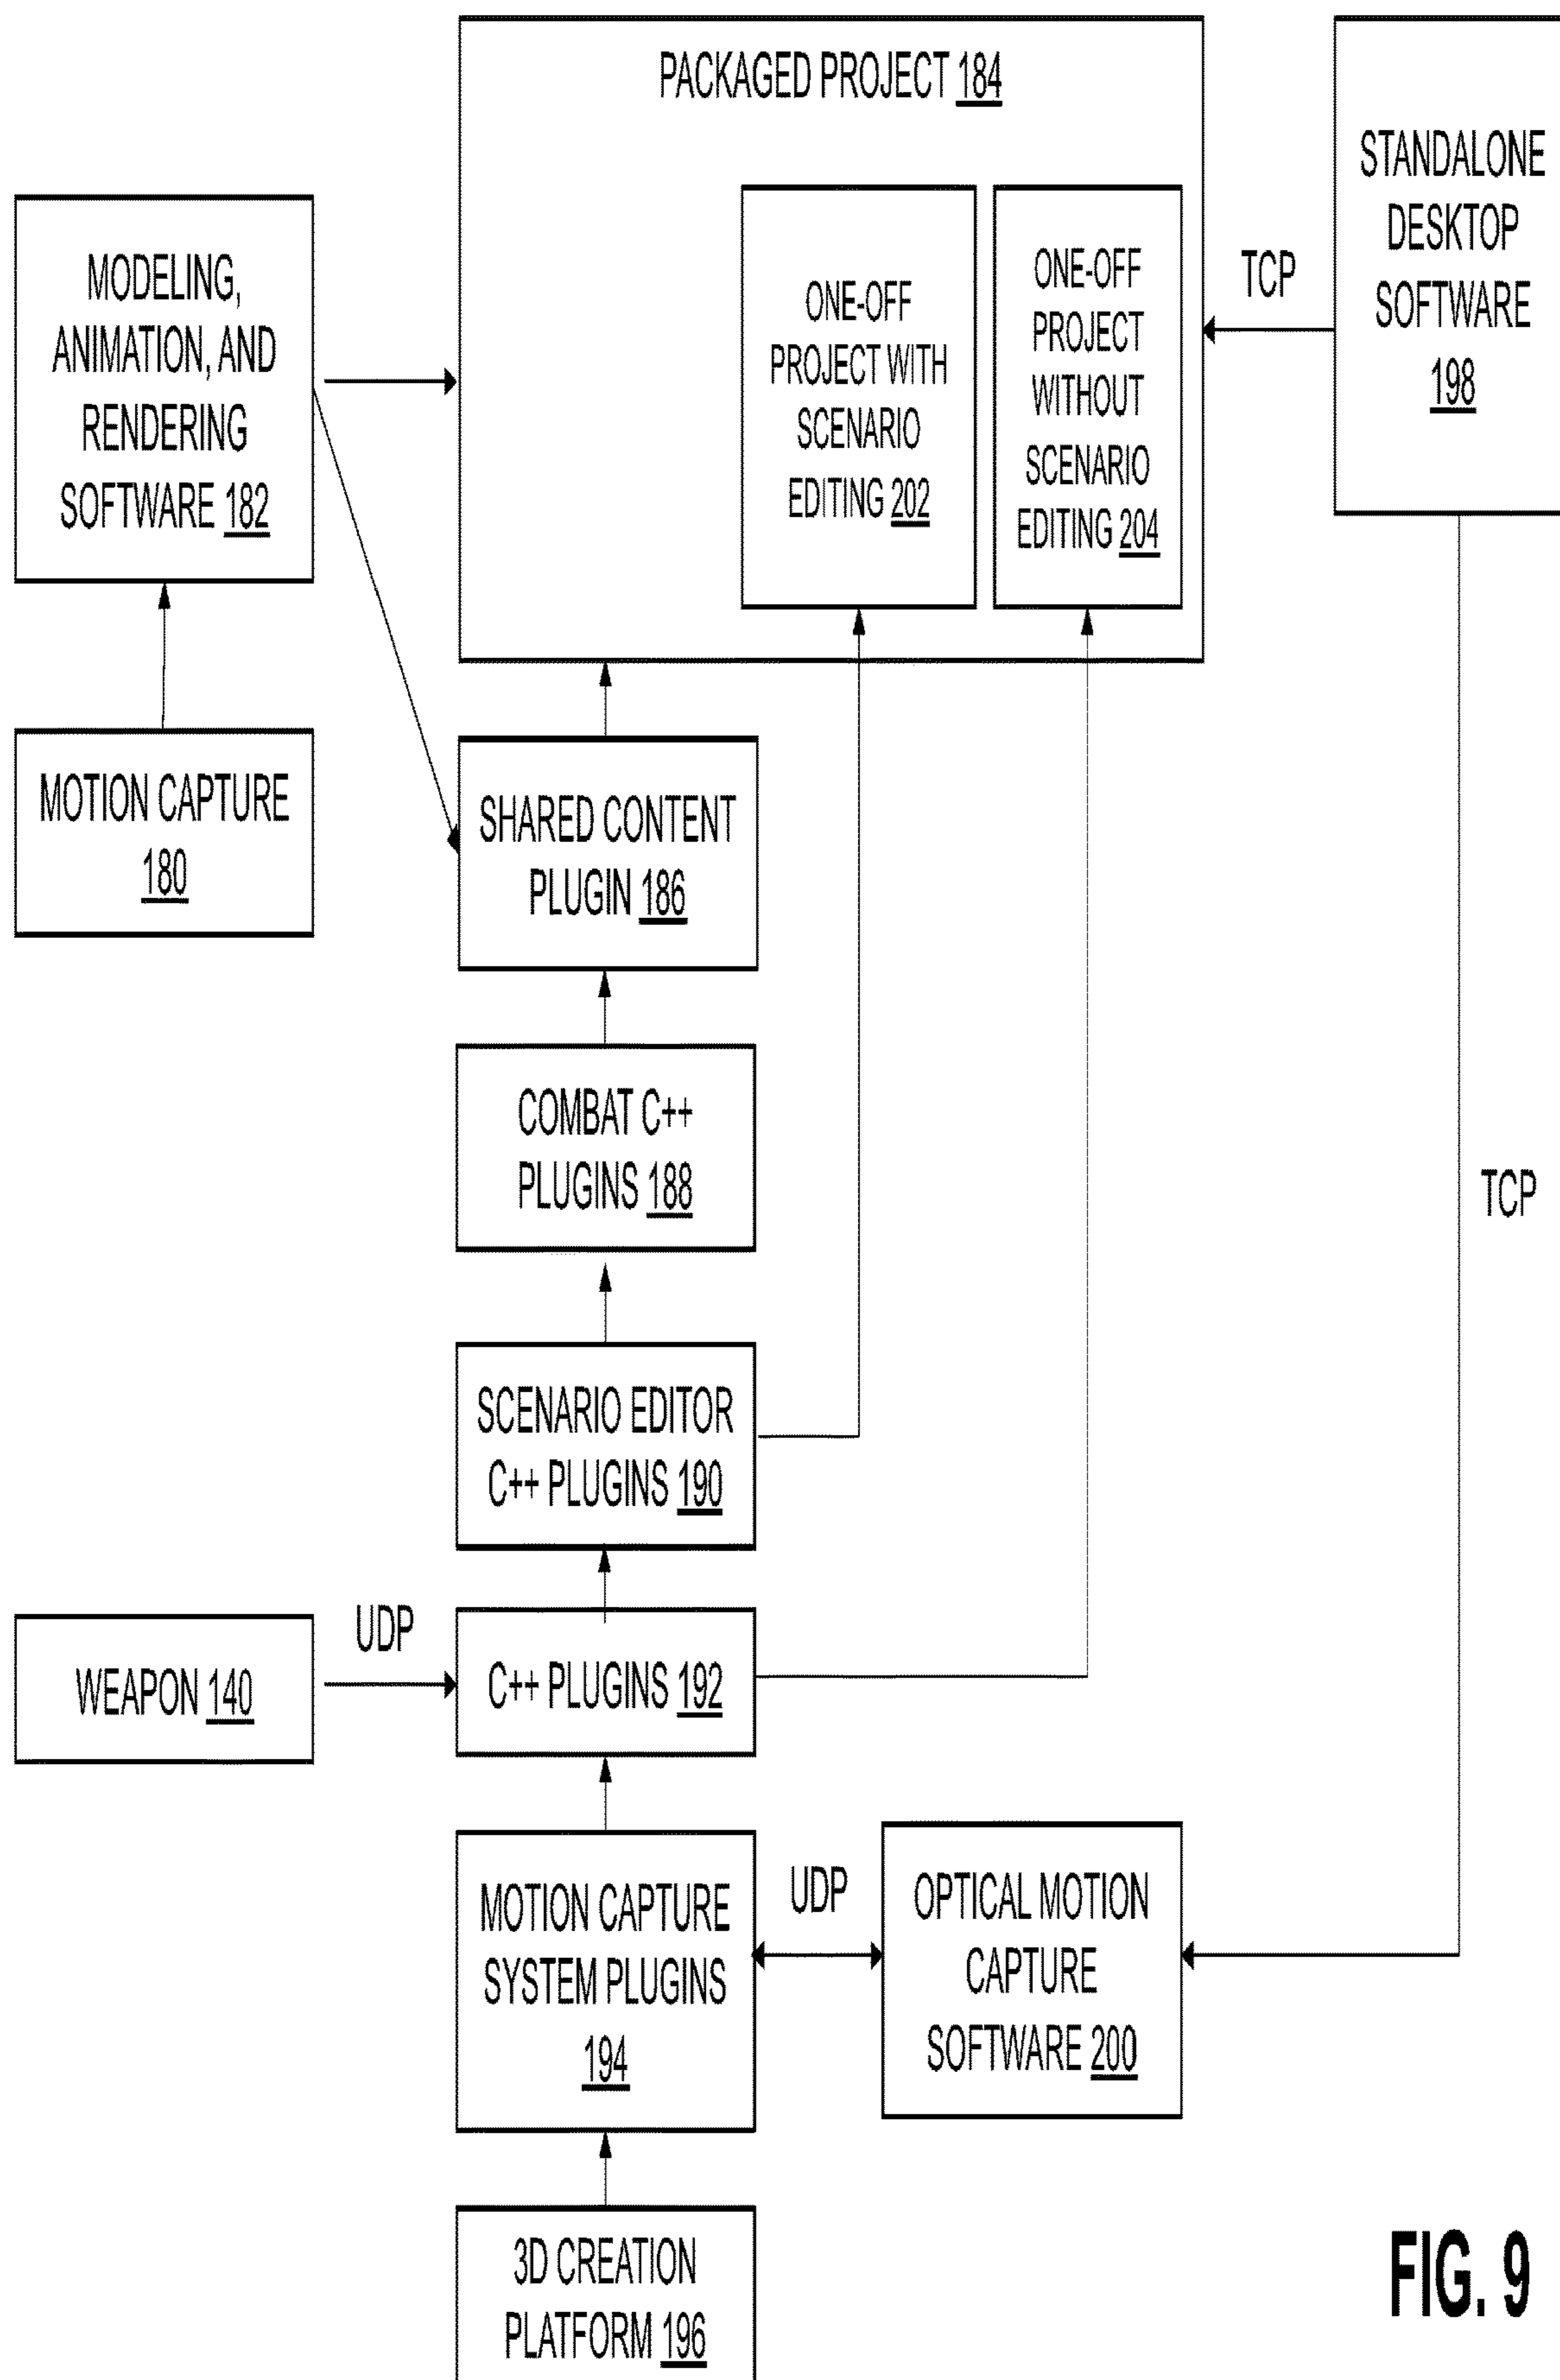 PACKAGED PROJECT 184
STANDALONE
DESKTOP
SOFTWARE
198
MODELING,
ANIMATION, AND
RENDERING
SOFTWARE 182
ONE-OFF
PROJECT WITH
SCENARIO
EDITING 202
ONE-OFF
PROJECT
WITHOUT
SCENARIO
EDITING 204
TCP
MOTION CAPTURE
180
SHARED CONTENT
PLUGIN 186
COMBAT C++
PLUGINS 188
TCP
SCENARIO EDITOR
C++ PLUGINS 190
WEAPON 140
UDP
C++ PLUGINS 192
MOTION CAPTURE
SYSTEM PLUGINS
194
UDP
OPTICAL MOTION
CAPTURE
SOFTWARE 200
3D CREATION
PLATFORM 196
FIG. 9